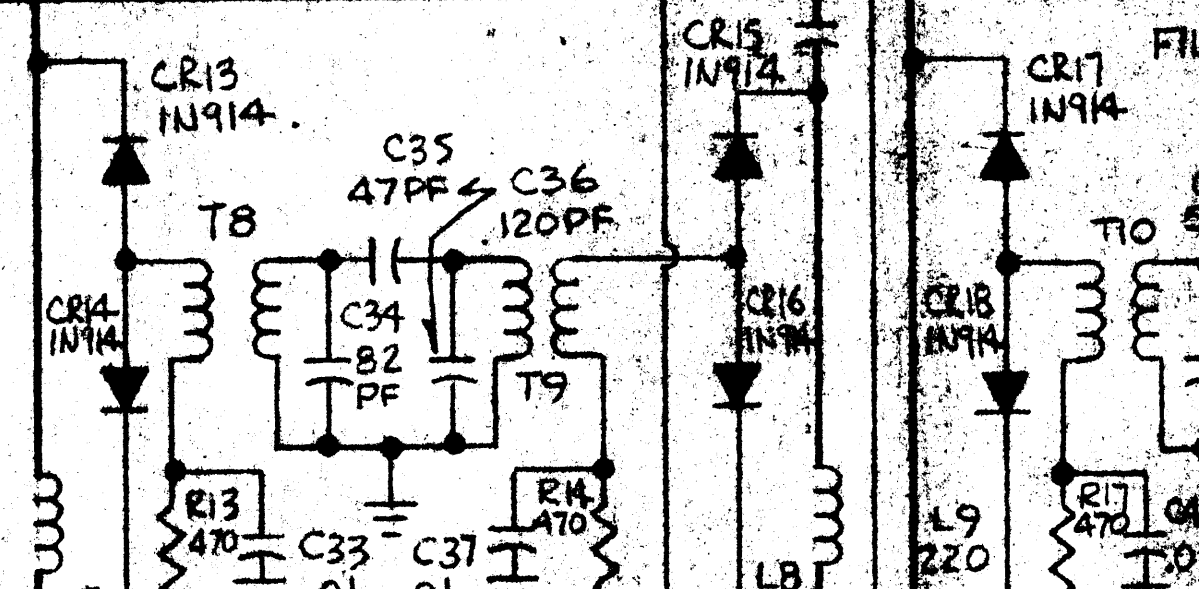 CR13
1N914
CR15
1N914
CR17
1N914
C35
47PF
C36
120PF
T8
T10
CR14
1N914
C34
82
PF
T9
CR16
1N914
CR18
1N914
R13
470
C33
C37
R14
470
L8
L9
220
R17
470